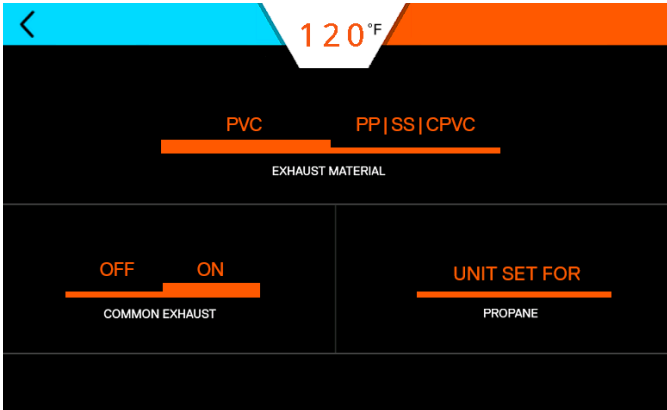 120°F
PVC PP|SS|CPVC
EXHAUST MATERIAL
OFF ON
COMMON EXHAUST
UNIT SET FOR
PROPANE